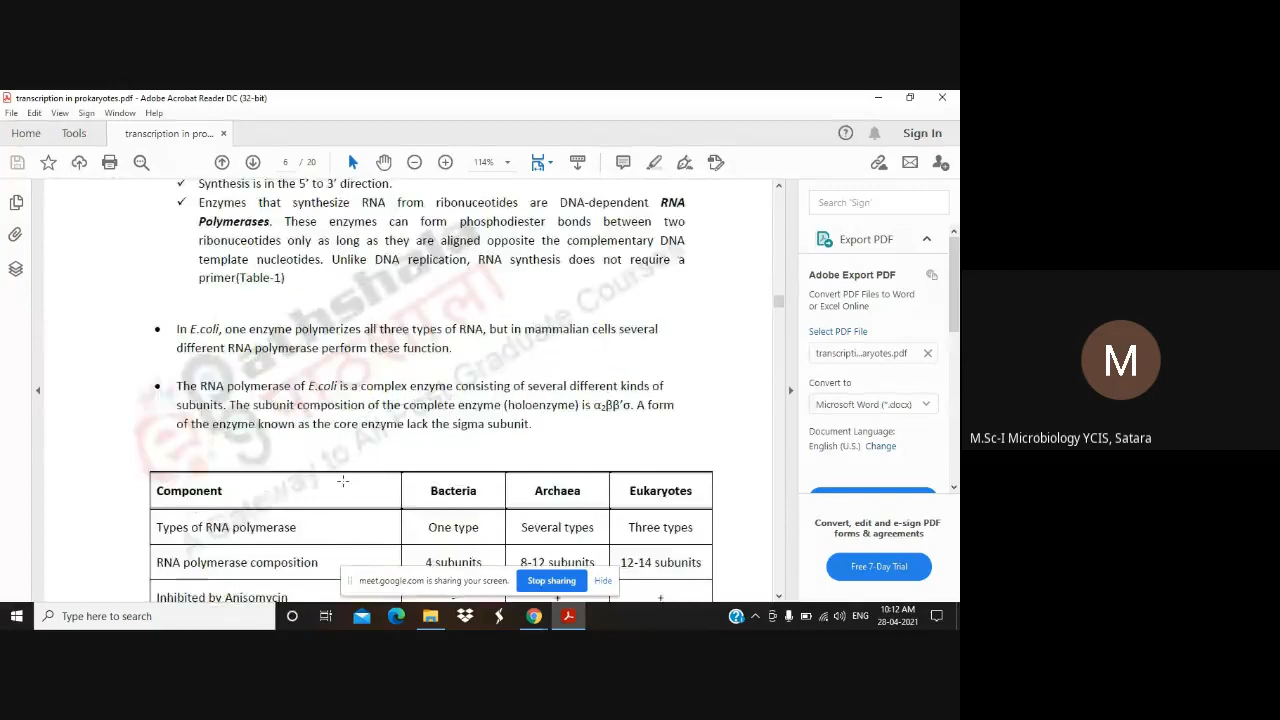 transcription in prokaryotes.pdf - Adobe Acrobat Reader DC (32-bit)
File Edit View Sign Window Help
Home Tools transcription in pro... × Sign In
6 / 20 114%
Synthesis is in the 5' to 3' direction.
✓ Enzymes that synthesize RNA from ribonuceotides are DNA-dependent RNA
Polymerases. These enzymes can form phosphodiester bonds between two
ribonuceotides only as long as they are aligned opposite the complementary DNA
template nucleotides. Unlike DNA replication, RNA synthesis does not require a
primer(Table-1)
• In E.coli, one enzyme polymerizes all three types of RNA, but in mammalian cells several
different RNA polymerase perform these function.
• The RNA polymerase of E.coli is a complex enzyme consisting of several different kinds of
subunits. The subunit composition of the complete enzyme (holoenzyme) is α₂ββ'σ. A form
of the enzyme known as the core enzyme lack the sigma subunit.
Component Bacteria Archaea Eukaryotes
Types of RNA polymerase One type Several types Three types
RNA polymerase composition 4 subunits 8-12 subunits 12-14 subunits
Inhibited by Anisomycin - + +
Pathshala
पाठशाला
A Gateway to All Post Graduate Courses
Search 'Sign'
Export PDF
Adobe Export PDF
Convert PDF Files to Word
or Excel Online
Select PDF File
transcripti...aryotes.pdf
Convert to
Microsoft Word (*.docx)
Document Language:
English (U.S.) Change
Convert, edit and e-sign PDF
forms & agreements
Free 7-Day Trial
meet.google.com is sharing your screen. Stop sharing Hide
Type here to search
ENG
10:12 AM
28-04-2021
M
M.Sc-I Microbiology YCIS, Satara